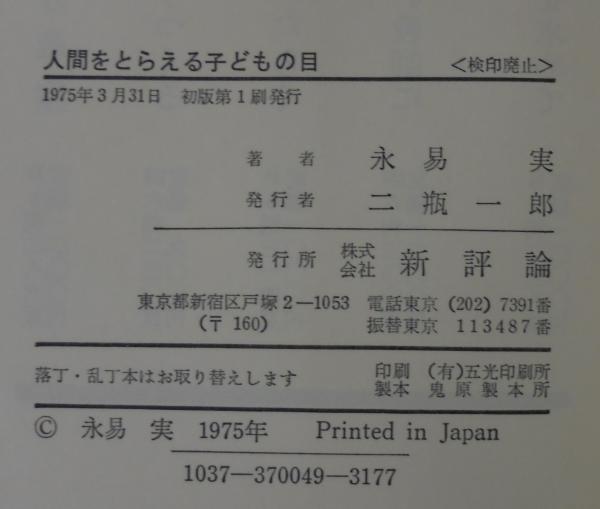 人間をとらえる子どもの目 <検印廃止>
1975年3月31日 初版第1刷発行
著者 永易 実
発行者 二瓶一郎
発行所 株式会社 新評論
東京都新宿区戸塚2—1053 電話東京 (202) 7391番
(〒 160) 振替東京 113487番
落丁・乱丁本はお取り替えします 印刷 (有)五光印刷所
製本 鬼原製本所
© 永易 実 1975年 Printed in Japan
1037—370049—3177